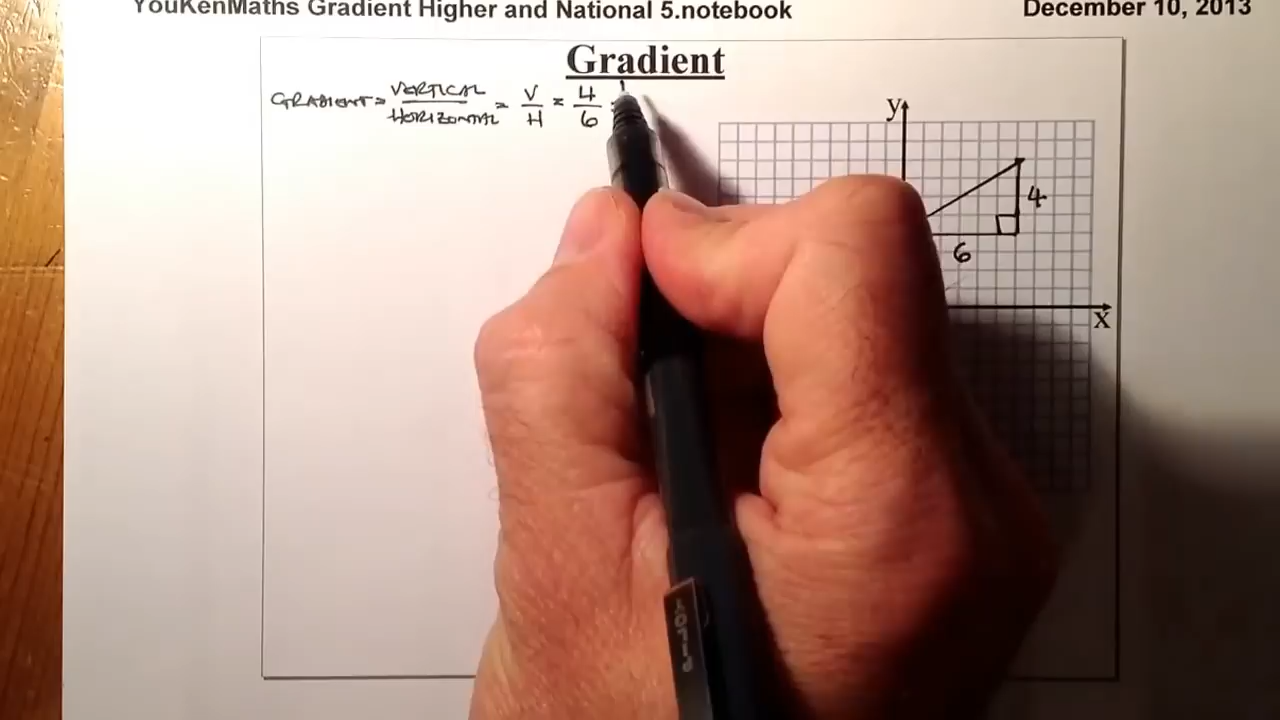 YouKenMaths Gradient Higher and National 5.notebook
December 10, 2013
Gradient
GRADIENT = VERTICAL / HORIZONTAL = V / H = 4 / 6 =
y
4
6
x